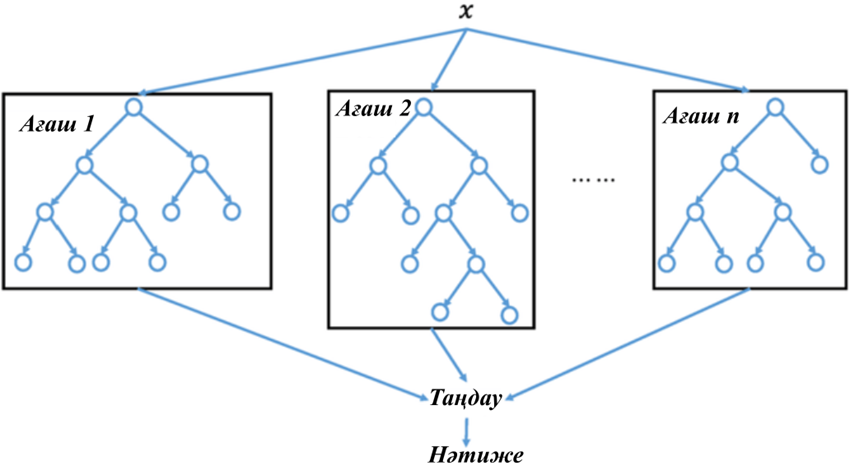 x
Ағаш 1
Ағаш 2
Ағаш n
... ...
Таңдау
Нәтиже